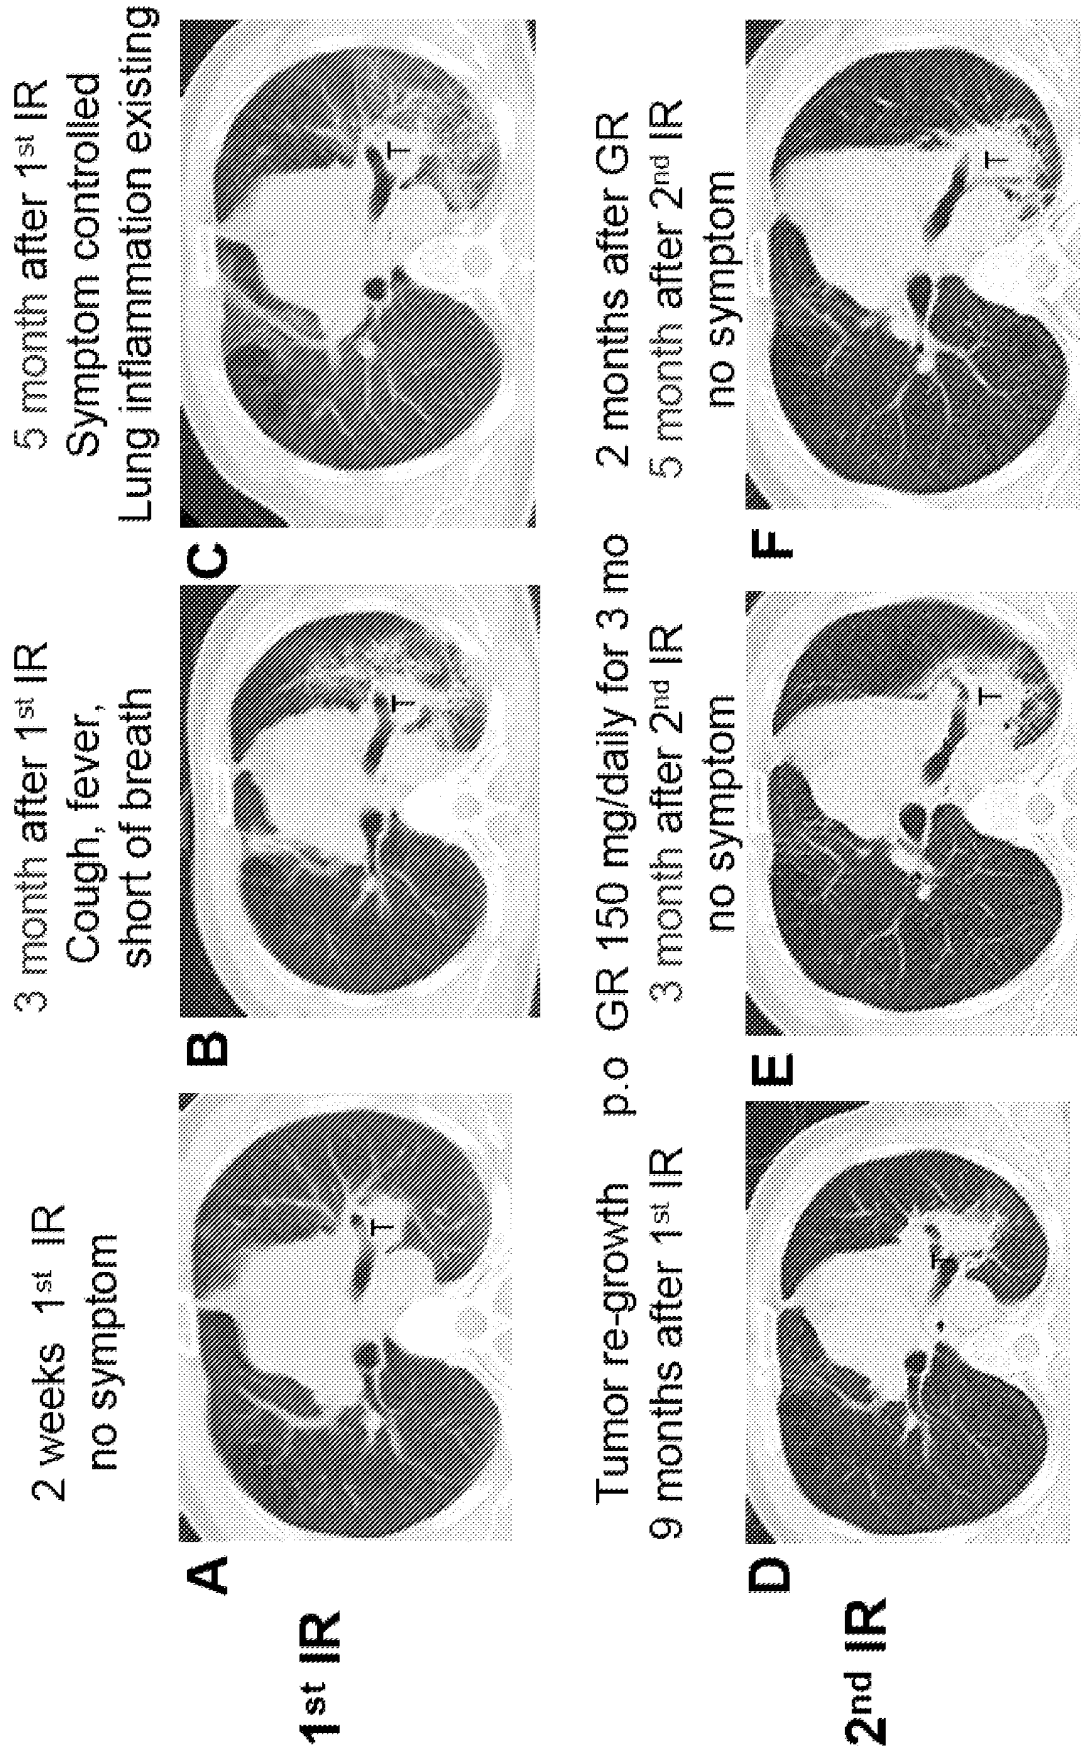 1st IR
A
2 weeks 1st IR
no symptom
T
B
3 month after 1st IR
Cough, fever,
short of breath
T
C
5 month after 1st IR
Symptom controlled
Lung inflammation existing
T
2nd IR
D
Tumor re-growth
9 months after 1st IR
T
p.o GR 150 mg/daily for 3 mo
E
3 month after 2nd IR
no symptom
T
F
2 months after GR
5 month after 2nd IR
no symptom
T